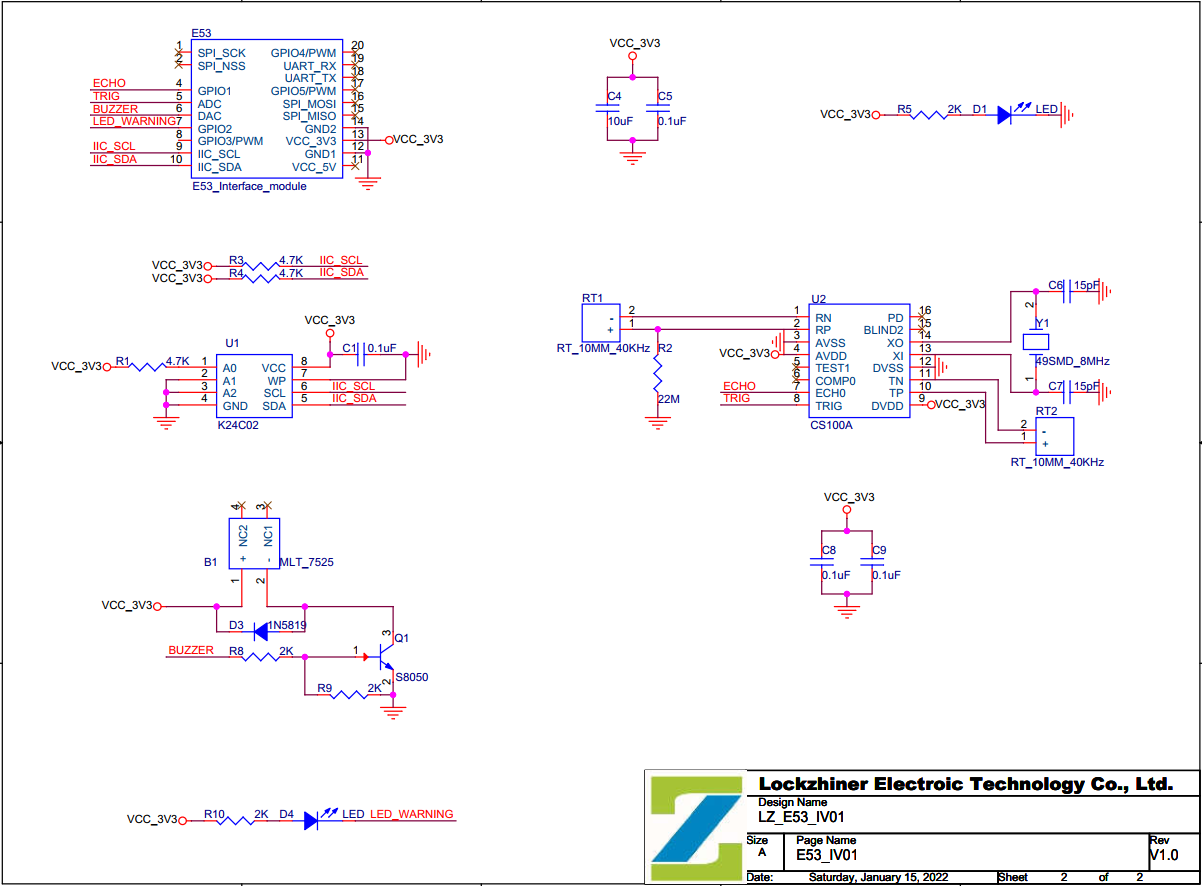 E53
1 SPI_SCK GPIO4/PWM 20
2 SPI_NSS UART_RX 19
UART_TX 18
ECHO 4 GPIO1 GPIO5/PWM 17
TRIG 5 ADC SPI_MOSI 16
BUZZER 6 DAC SPI_MISO 15
LED_WARNING 7 GPIO2 GND2 14
8 GPIO3/PWM VCC_3V3 13 VCC_3V3
IIC_SCL 9 IIC_SCL GND1 12
IIC_SDA 10 IIC_SDA VCC_5V 11
E53_Interface_module
VCC_3V3
C4 C5
10uF 0.1uF
VCC_3V3 R5 2K D1 LED
VCC_3V3 R3 4.7K IIC_SCL
VCC_3V3 R4 4.7K IIC_SDA
VCC_3V3
U1 C1 0.1uF
VCC_3V3 R1 4.7K 1 A0 VCC 8
2 A1 WP 7
3 A2 SCL 6 IIC_SCL
4 GND SDA 5 IIC_SDA
K24C02
RT1
- 2
+ 1
RT_10MM_40KHz R2
22M
U2
1 RN PD 16
2 RP BLIND2 15
3 AVSS XO 14
VCC_3V3 4 AVDD XI 13
5 TEST1 DVSS 12
6 COMP0 TN 11
ECHO 7 ECH0 TP 10
TRIG 8 TRIG DVDD 9 VCC_3V3
CS100A
C6 15pF
2 Y1
49SMD_8MHz
1
C7 15pF
RT2
2 -
1 +
RT_10MM_40KHz
4 3
NC2 NC1
B1 + - MLT_7525
1 2
VCC_3V3
D3 1N5819
BUZZER R8 2K 1 3 Q1
S8050
R9 2K 2
VCC_3V3
C8 C9
0.1uF 0.1uF
VCC_3V3 R10 2K D4 LED LED_WARNING
Lockzhiner Electroic Technology Co., Ltd.
Design Name
LZ_E53_IV01
Size Page Name Rev
A E53_IV01 V1.0
Date: Saturday, January 15, 2022 Sheet 2 of 2